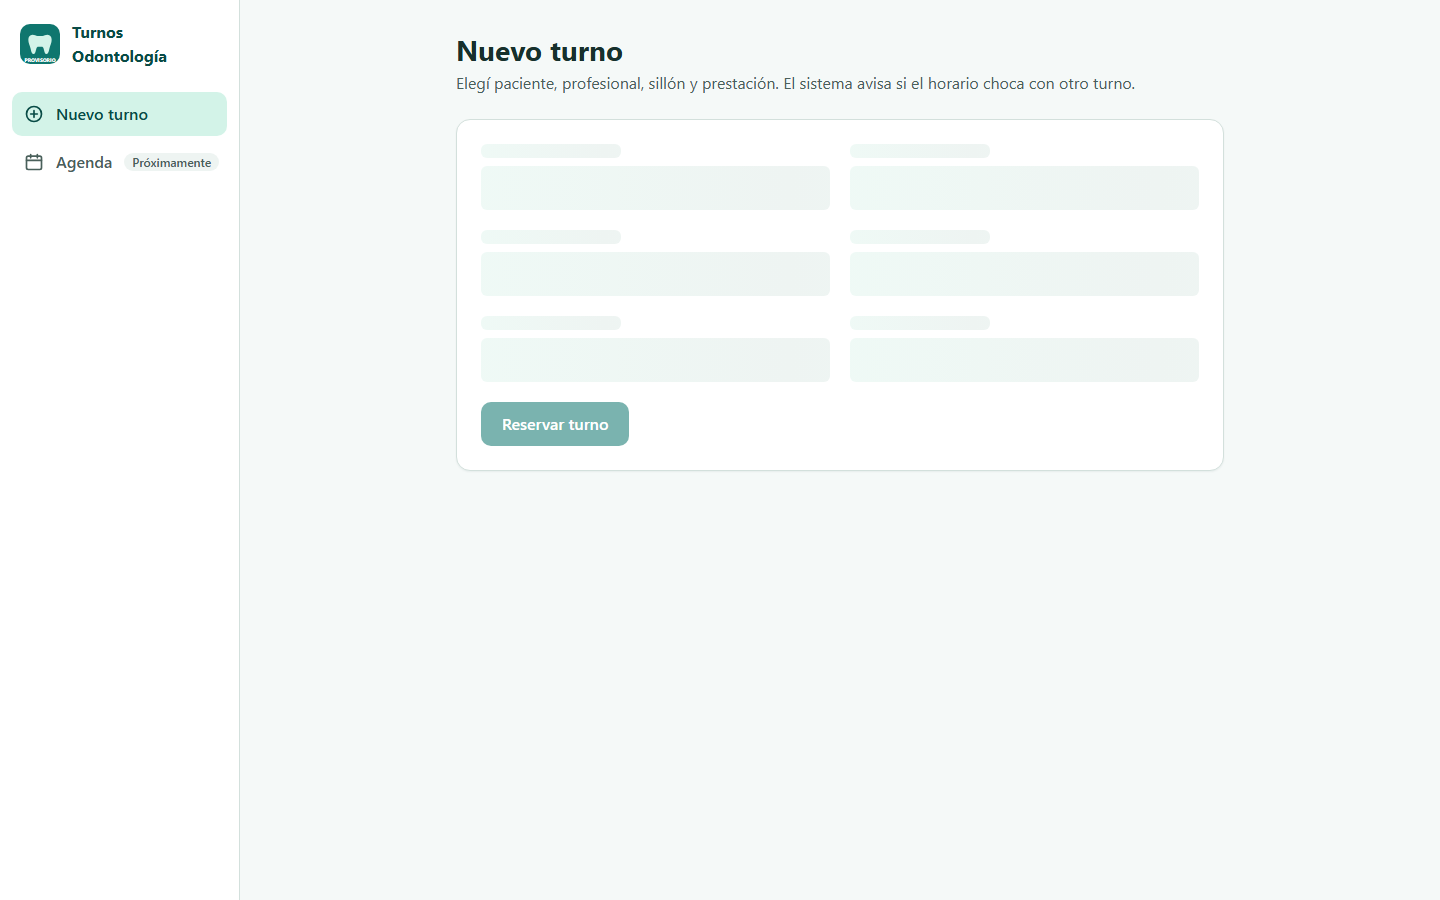 PROVISORIO
Turnos
Odontología
Nuevo turno
Agenda
Próximamente
Nuevo turno
Elegí paciente, profesional, sillón y prestación. El sistema avisa si el horario choca con otro turno.
Reservar turno